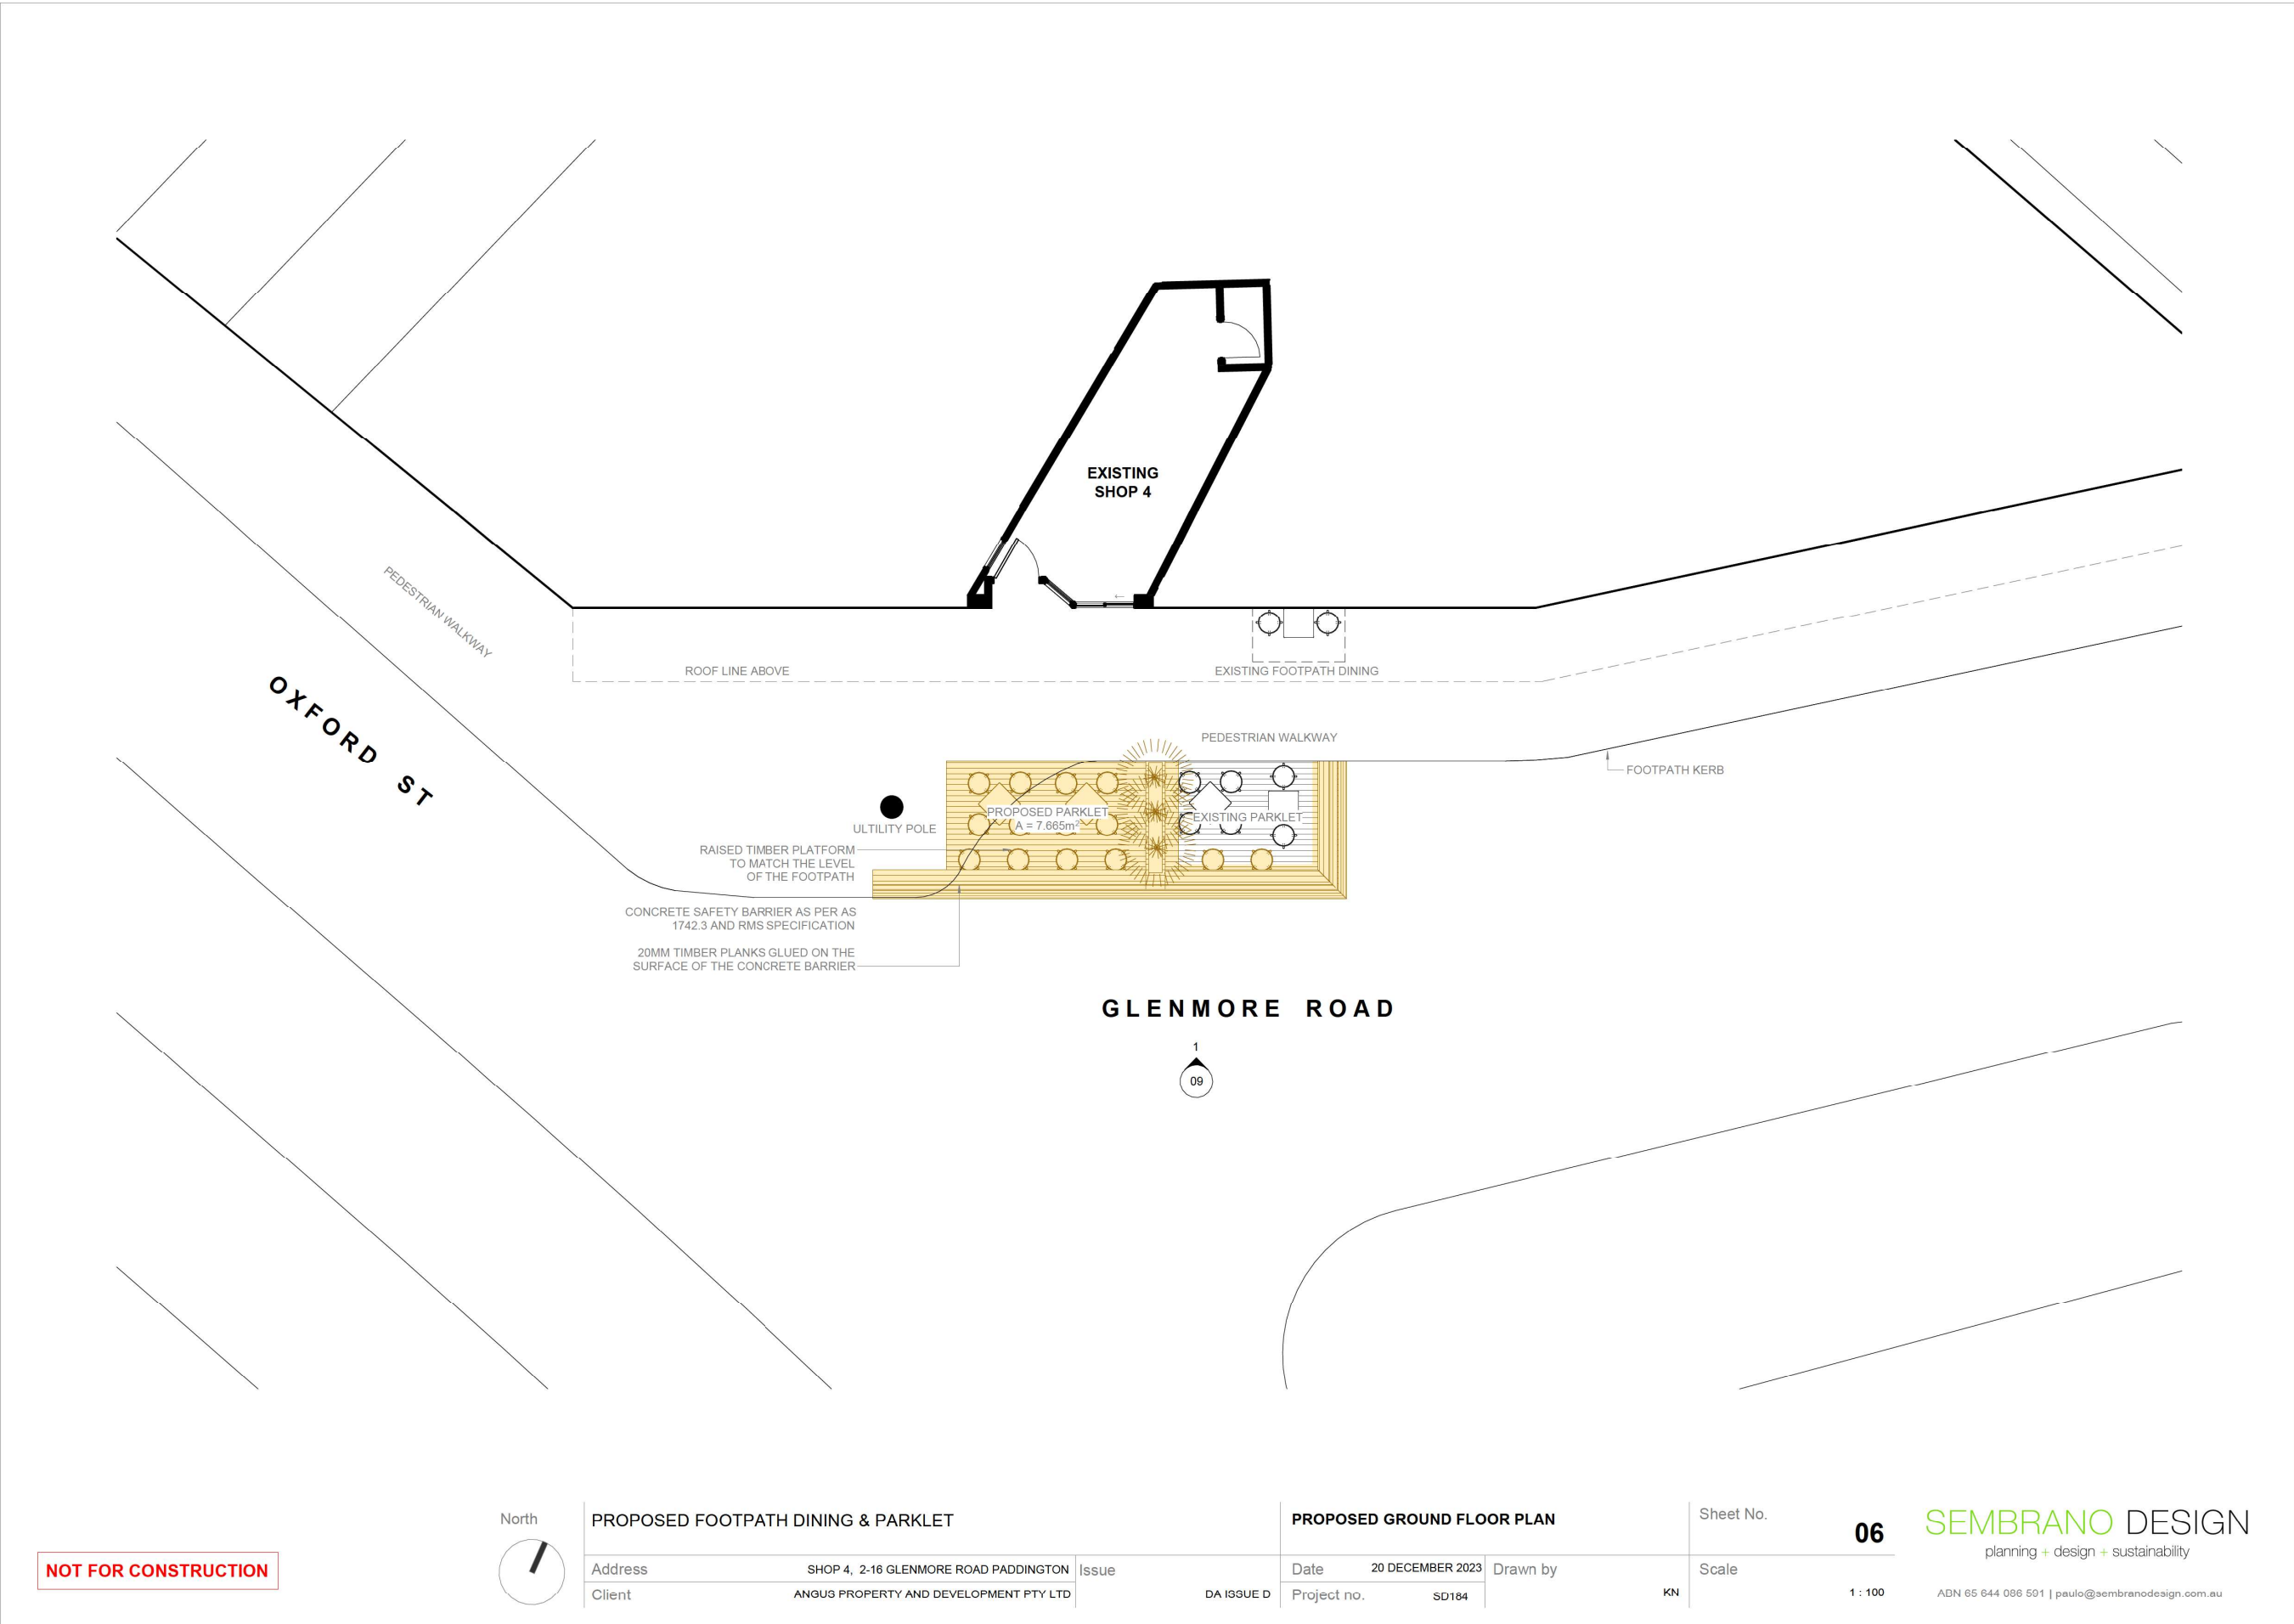 EXISTING
SHOP 4
PEDESTRIAN WALKWAY
OXFORD ST
ROOF LINE ABOVE
EXISTING FOOTPATH DINING
PEDESTRIAN WALKWAY
FOOTPATH KERB
PROPOSED PARKLET
A = 7.665m²
EXISTING PARKLET
ULTILITY POLE
RAISED TIMBER PLATFORM
TO MATCH THE LEVEL
OF THE FOOTPATH
CONCRETE SAFETY BARRIER AS PER AS
1742.3 AND RMS SPECIFICATION
20MM TIMBER PLANKS GLUED ON THE
SURFACE OF THE CONCRETE BARRIER
GLENMORE ROAD
1
09
NOT FOR CONSTRUCTION
North
PROPOSED FOOTPATH DINING & PARKLET
Address SHOP 4, 2-16 GLENMORE ROAD PADDINGTON
Client ANGUS PROPERTY AND DEVELOPMENT PTY LTD
Issue
DA ISSUE D
PROPOSED GROUND FLOOR PLAN
Date 20 DECEMBER 2023
Project no. SD184
Drawn by
KN
Sheet No.
06
Scale
1 : 100
SEMBRANO DESIGN
planning + design + sustainability
ABN 65 644 086 591 | paulo@sembranodesign.com.au